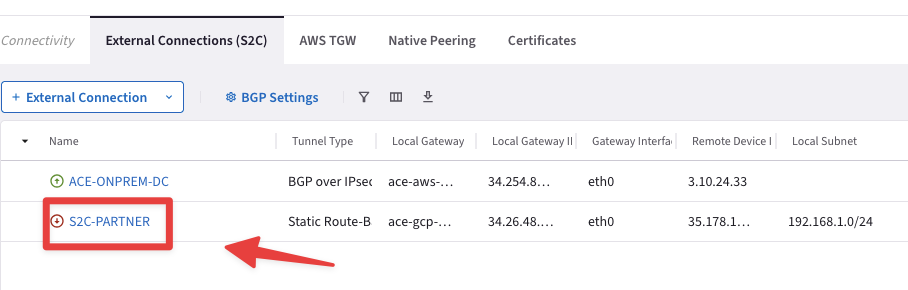 Connectivity External Connections (S2C) AWS TGW Native Peering Certificates
+ External Connection BGP Settings
Name Tunnel Type Local Gateway Local Gateway II Gateway Interfa Remote Device I Local Subnet
ACE-ONPREM-DC BGP over IPsec ace-aws-... 34.254.8... eth0 3.10.24.33
S2C-PARTNER Static Route-B ace-gcp-... 34.26.48.... eth0 35.178.1... 192.168.1.0/24